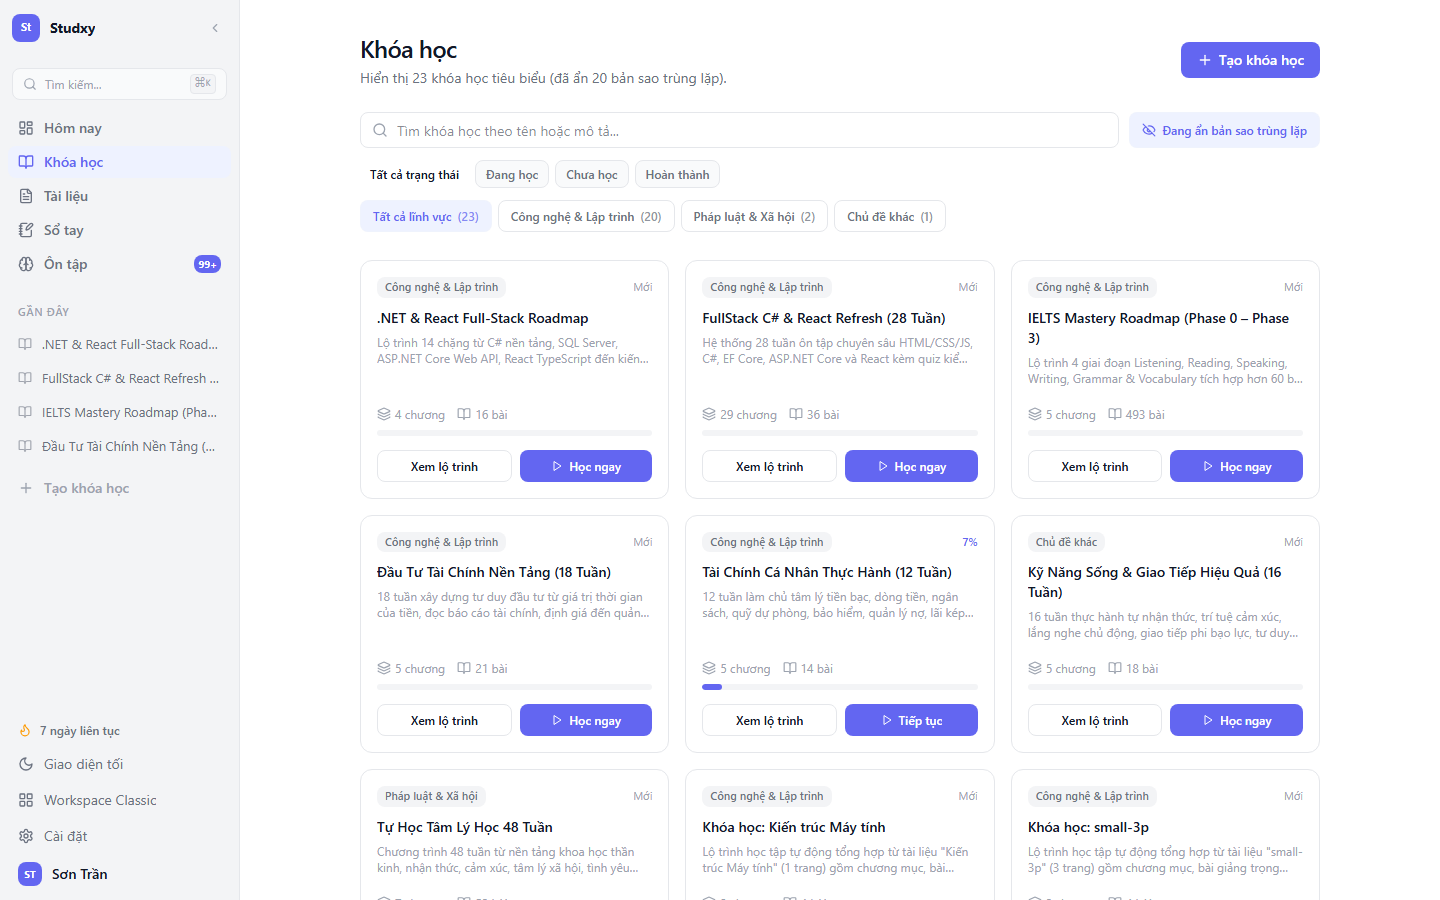 St Studxy
Tìm kiếm... ⌘K
Hôm nay
Khóa học
Tài liệu
Sổ tay
Ôn tập 99+
GẦN ĐÂY
.NET & React Full-Stack Road...
FullStack C# & React Refresh ...
IELTS Mastery Roadmap (Pha...
Đầu Tư Tài Chính Nền Tảng (...
Tạo khóa học
7 ngày liên tục
Giao diện tối
Workspace Classic
Cài đặt
ST Sơn Trần
Khóa học
Hiển thị 23 khóa học tiêu biểu (đã ẩn 20 bản sao trùng lặp).
Tạo khóa học
Tìm khóa học theo tên hoặc mô tả...
Đang ẩn bản sao trùng lặp
Tất cả trạng thái Đang học Chưa học Hoàn thành
Tất cả lĩnh vực (23) Công nghệ & Lập trình (20) Pháp luật & Xã hội (2) Chủ đề khác (1)
Công nghệ & Lập trình Mới
.NET & React Full-Stack Roadmap
Lộ trình 14 chặng từ C# nền tảng, SQL Server,
ASP.NET Core Web API, React TypeScript đến kiến...
4 chương 16 bài
Xem lộ trình Học ngay
Công nghệ & Lập trình Mới
FullStack C# & React Refresh (28 Tuần)
Hệ thống 28 tuần ôn tập chuyên sâu HTML/CSS/JS,
C#, EF Core, ASP.NET Core và React kèm quiz kiể...
29 chương 36 bài
Xem lộ trình Học ngay
Công nghệ & Lập trình Mới
IELTS Mastery Roadmap (Phase 0 – Phase
3)
Lộ trình 4 giai đoạn Listening, Reading, Speaking,
Writing, Grammar & Vocabulary tích hợp hơn 60 b...
5 chương 493 bài
Xem lộ trình Học ngay
Công nghệ & Lập trình Mới
Đầu Tư Tài Chính Nền Tảng (18 Tuần)
18 tuần xây dựng tư duy đầu tư từ giá trị thời gian
của tiền, đọc báo cáo tài chính, định giá đến quản...
5 chương 21 bài
Xem lộ trình Học ngay
Công nghệ & Lập trình 7%
Tài Chính Cá Nhân Thực Hành (12 Tuần)
12 tuần làm chủ tâm lý tiền bạc, dòng tiền, ngân
sách, quỹ dự phòng, bảo hiểm, quản lý nợ, lãi kép...
5 chương 14 bài
Xem lộ trình Tiếp tục
Chủ đề khác Mới
Kỹ Năng Sống & Giao Tiếp Hiệu Quả (16
Tuần)
16 tuần thực hành tự nhận thức, trí tuệ cảm xúc,
lắng nghe chủ động, giao tiếp phi bạo lực, tư duy...
5 chương 18 bài
Xem lộ trình Học ngay
Pháp luật & Xã hội Mới
Tự Học Tâm Lý Học 48 Tuần
Chương trình 48 tuần từ nền tảng khoa học thần
kinh, nhận thức, cảm xúc, tâm lý xã hội, tình yêu...
Công nghệ & Lập trình Mới
Khóa học: Kiến trúc Máy tính
Lộ trình học tập tự động tổng hợp từ tài liệu "Kiến
trúc Máy tính" (1 trang) gồm chương mục, bài...
Công nghệ & Lập trình Mới
Khóa học: small-3p
Lộ trình học tập tự động tổng hợp từ tài liệu "small-
3p" (3 trang) gồm chương mục, bài giảng trong...